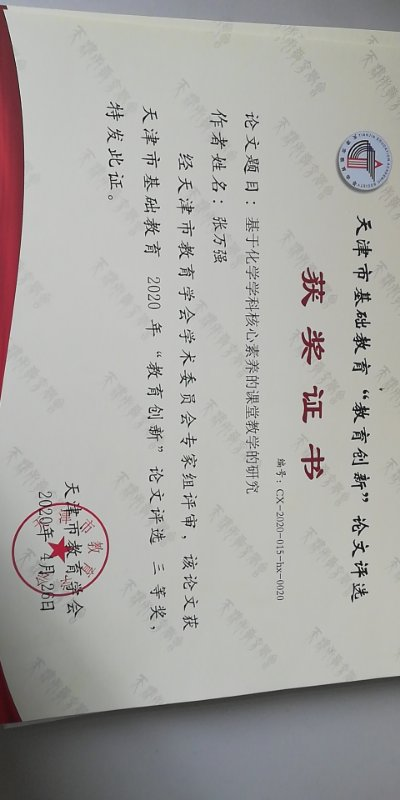 天津市基础教育“教育创新”论文评选
获奖证书
编号：CX-2020-015-hx-0020
论文题目：基于化学学科核心素养的课堂教学的研究
作者姓名：张万强
经天津市教育学会学术委员会专家组评审，该论文获
天津市基础教育 2020 年“教育创新”论文评选 三等奖，
特发此证。
天津市教育学会
2020年 4月 26日